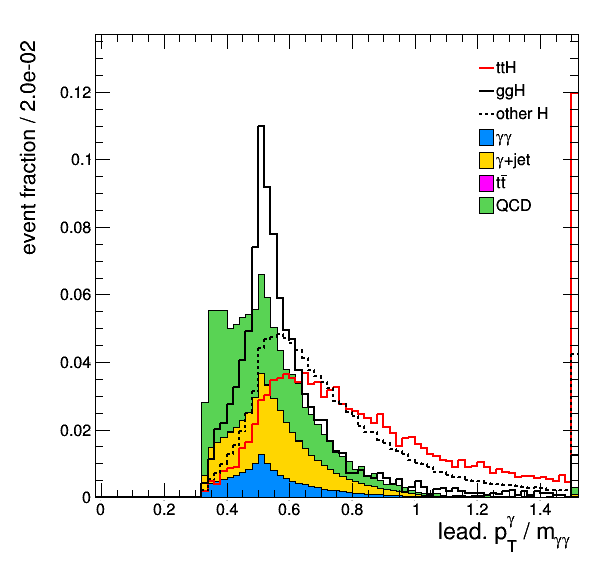 event fraction / 2.0e-02
0.12
0.1
0.08
0.06
0.04
0.02
0
ttH
ggH
other H
γγ
γ+jet
tt̄
QCD
0 0.2 0.4 0.6 0.8 1 1.2 1.4
lead. p_T^γ / m_γγ